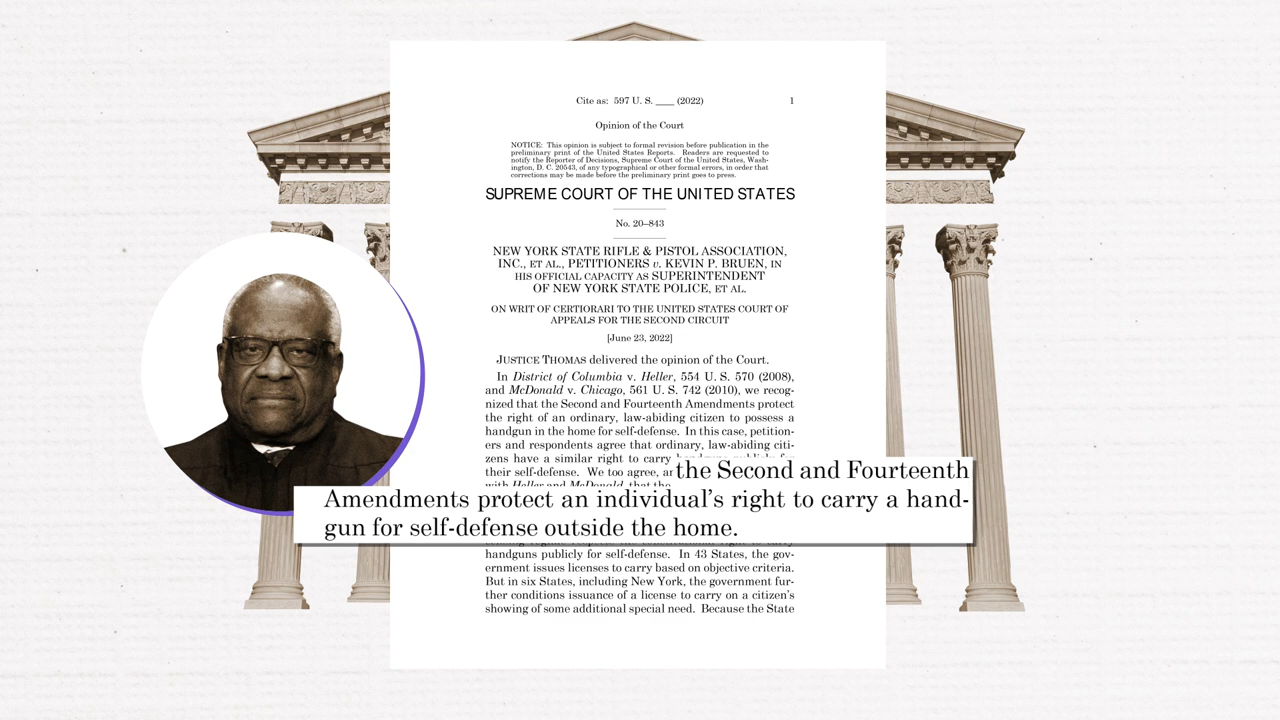 Cite as: 597 U. S. ____ (2022) 1
Opinion of the Court
NOTICE: This opinion is subject to formal revision before publication in the
preliminary print of the United States Reports. Readers are requested to
notify the Reporter of Decisions, Supreme Court of the United States, Wash-
ington, D. C. 20543, of any typographical or other formal errors, in order that
corrections may be made before the preliminary print goes to press.
SUPREME COURT OF THE UNITED STATES
No. 20–843
NEW YORK STATE RIFLE & PISTOL ASSOCIATION,
INC., ET AL., PETITIONERS v. KEVIN P. BRUEN, IN
HIS OFFICIAL CAPACITY AS SUPERINTENDENT
OF NEW YORK STATE POLICE, ET AL.
ON WRIT OF CERTIORARI TO THE UNITED STATES COURT OF
APPEALS FOR THE SECOND CIRCUIT
[June 23, 2022]
JUSTICE THOMAS delivered the opinion of the Court.
In District of Columbia v. Heller, 554 U. S. 570 (2008),
and McDonald v. Chicago, 561 U. S. 742 (2010), we recog-
nized that the Second and Fourteenth Amendments protect
the right of an ordinary, law-abiding citizen to possess a
handgun in the home for self-defense. In this case, petition-
ers and respondents agree that ordinary, law-abiding citi-
zens have a similar right to carry
their self-defense. We too agree,
with Heller and McDonald, that the
the Second and Fourteenth
Amendments protect an individual's right to carry a hand-
gun for self-defense outside the home.
handguns publicly for self-defense. In 43 States, the gov-
ernment issues licenses to carry based on objective criteria.
But in six States, including New York, the government fur-
ther conditions issuance of a license to carry on a citizen's
showing of some additional special need. Because the State